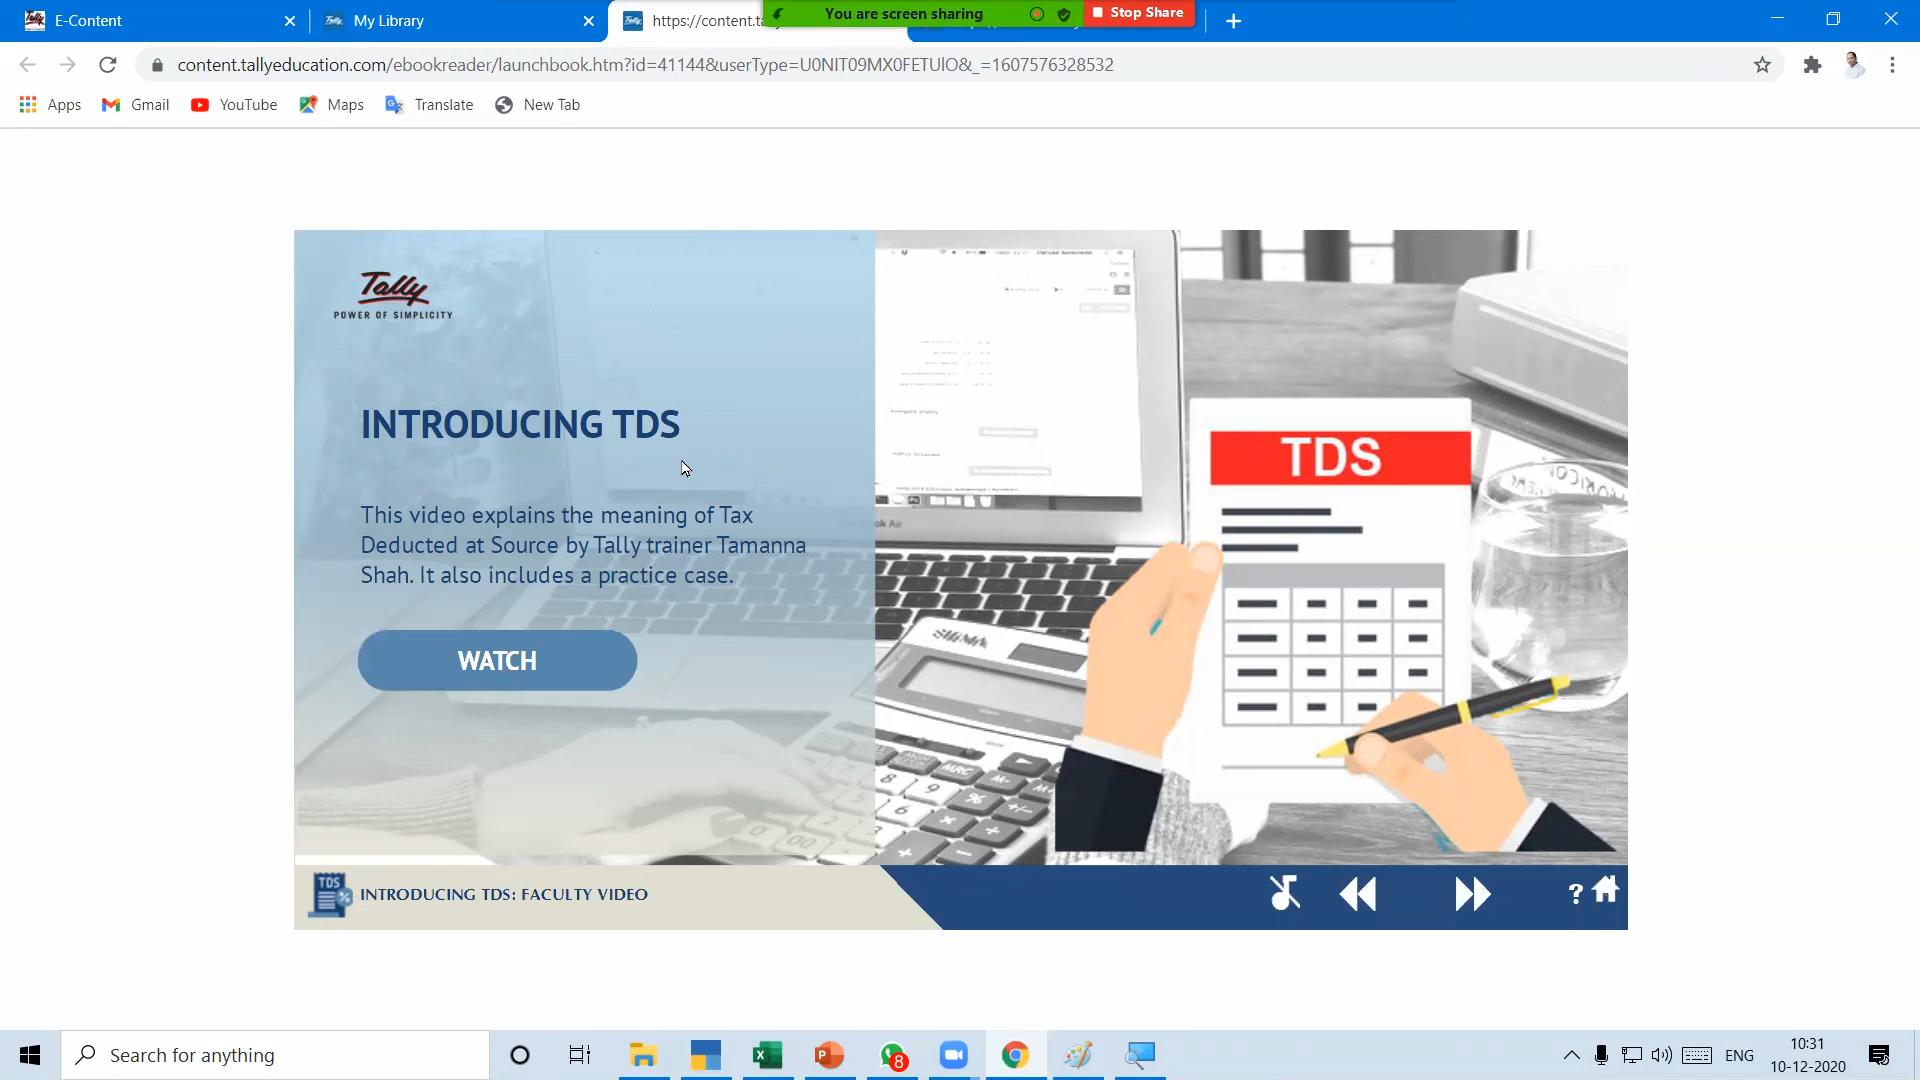 E-Content
My Library
https://content.ta
You are screen sharing
Stop Share
content.tallyeducation.com/ebookreader/launchbook.htm?id=41144&userType=U0NIT09MX0FETUlO&_=1607576328532
Apps
Gmail
YouTube
Maps
Translate
New Tab
Tally
POWER OF SIMPLICITY
INTRODUCING TDS
This video explains the meaning of Tax
Deducted at Source by Tally trainer Tamanna
Shah. It also includes a practice case.
WATCH
TDS
TDS
INTRODUCING TDS: FACULTY VIDEO
?
Search for anything
8
ENG
10:31
10-12-2020